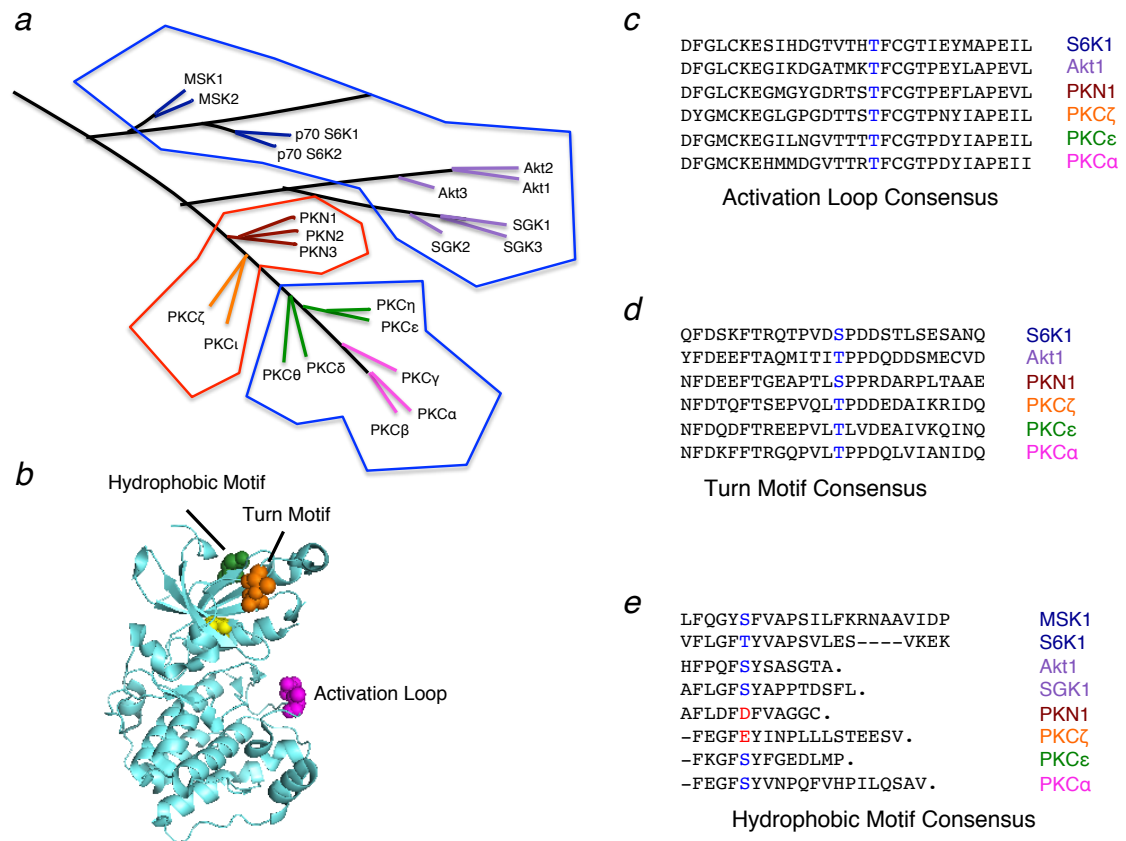 a
MSK1
MSK2
p70 S6K1
p70 S6K2
Akt2
Akt1
Akt3
SGK1
SGK2
SGK3
PKN1
PKN2
PKN3
PKCζ
PKCι
PKCη
PKCε
PKCθ
PKCδ
PKCγ
PKCα
PKCβ
b
Hydrophobic Motif
Turn Motif
Activation Loop
c
DFGLCKESIHDGTVTHTFCGTIEYMAPEIL S6K1
DFGLCKEGIKDGATMKTFCGTPEYLAPEVL Akt1
DFGLCKEGMGYGDRTSTFCGTPEFLAPEVL PKN1
DYGMCKEGLGPGDTTSTFCGTPNYIAPEIL PKCζ
DFGMCKEGILNGVTTTTFCGTPDYIAPEIL PKCε
DFGMCKEHMMDGVTTRTFCGTPDYIAPEII PKCα
Activation Loop Consensus
d
QFDSKFTRQTPVDSPDDSTLSESANQ S6K1
YFDEEFTAQMITITPPDQDDSMECVD Akt1
NFDEEFTGEAPTLSPPRDARPLTAAE PKN1
NFDTQFTSEPVQLTPDDEDAIKRIDQ PKCζ
NFDQDFTREEPVLTLVDEAIVKQINQ PKCε
NFDKFFTRGQPVLTPPDQLVIANIDQ PKCα
Turn Motif Consensus
e
LFQGYSFVAPSILFKRNAAVIDP MSK1
VFLGFTYVAPSVLES----VKEK S6K1
HFPQFSYSASGTA. Akt1
AFLGFSYAPPTDSFL. SGK1
AFLDFDFVAGGC. PKN1
-FEGFEYINPLLLSTEESV. PKCζ
-FKGFSYFGEDLMP. PKCε
-FEGFSYVNPQFVHPILQSAV. PKCα
Hydrophobic Motif Consensus